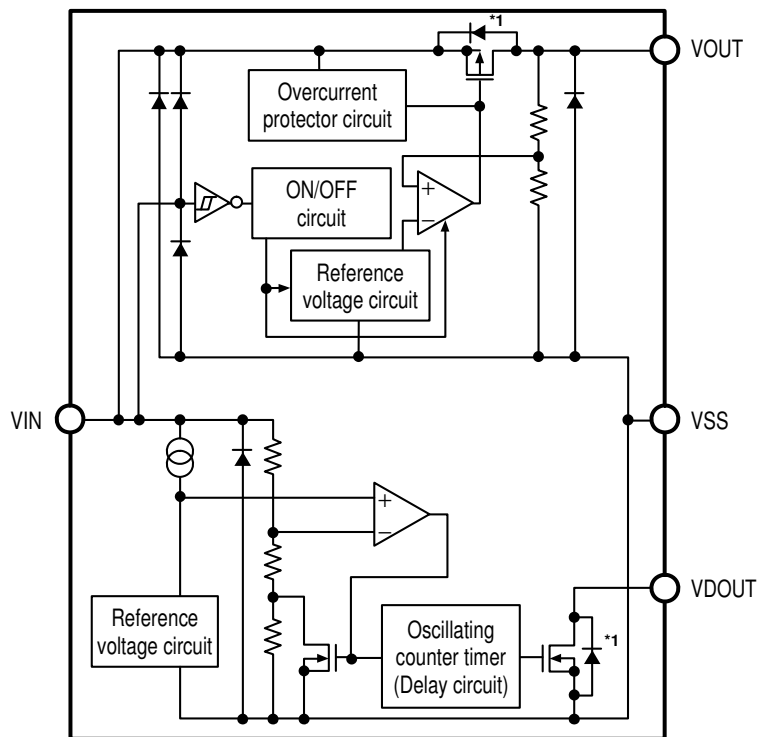 *1
VOUT
Overcurrent
protector circuit
ON/OFF
circuit
+
−
Reference
voltage circuit
VIN
VSS
+
−
VDOUT
Reference
voltage circuit
Oscillating
counter timer
(Delay circuit)
*1